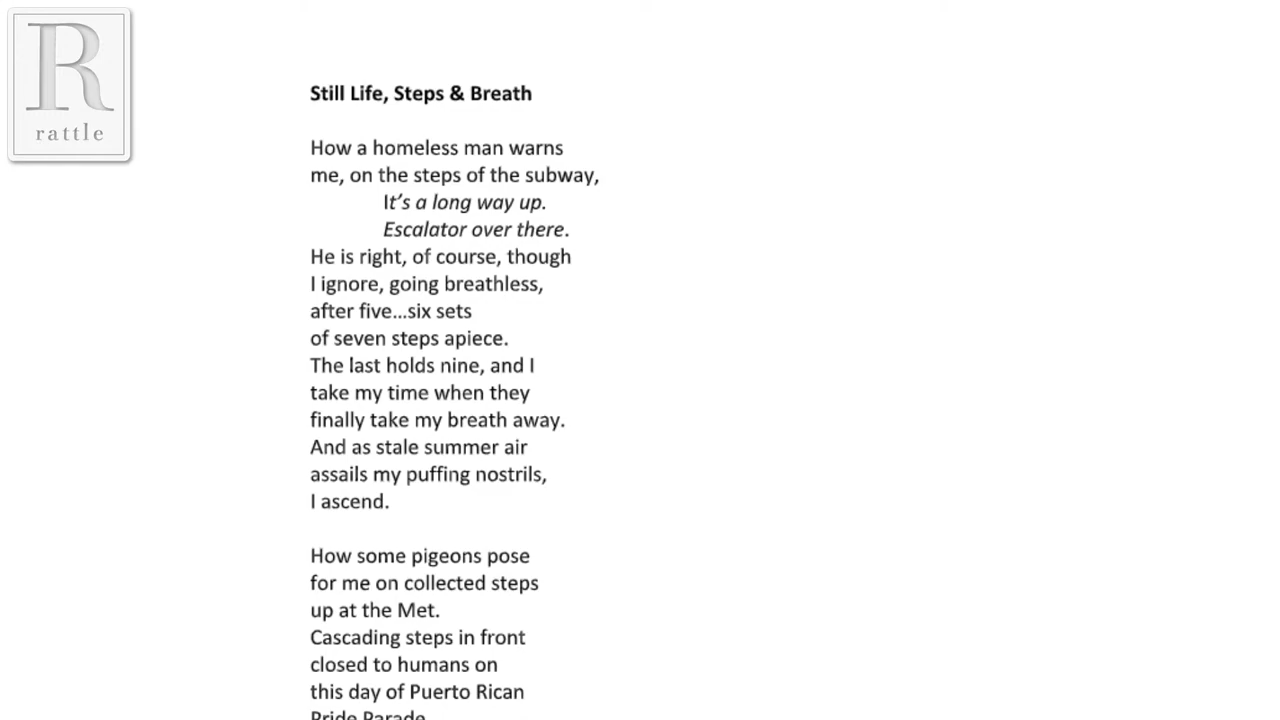 R
rattle
Still Life, Steps & Breath
How a homeless man warns
me, on the steps of the subway,
It’s a long way up.
Escalator over there.
He is right, of course, though
I ignore, going breathless,
after five…six sets
of seven steps apiece.
The last holds nine, and I
take my time when they
finally take my breath away.
And as stale summer air
assails my puffing nostrils,
I ascend.
How some pigeons pose
for me on collected steps
up at the Met.
Cascading steps in front
closed to humans on
this day of Puerto Rican
Pride Parade